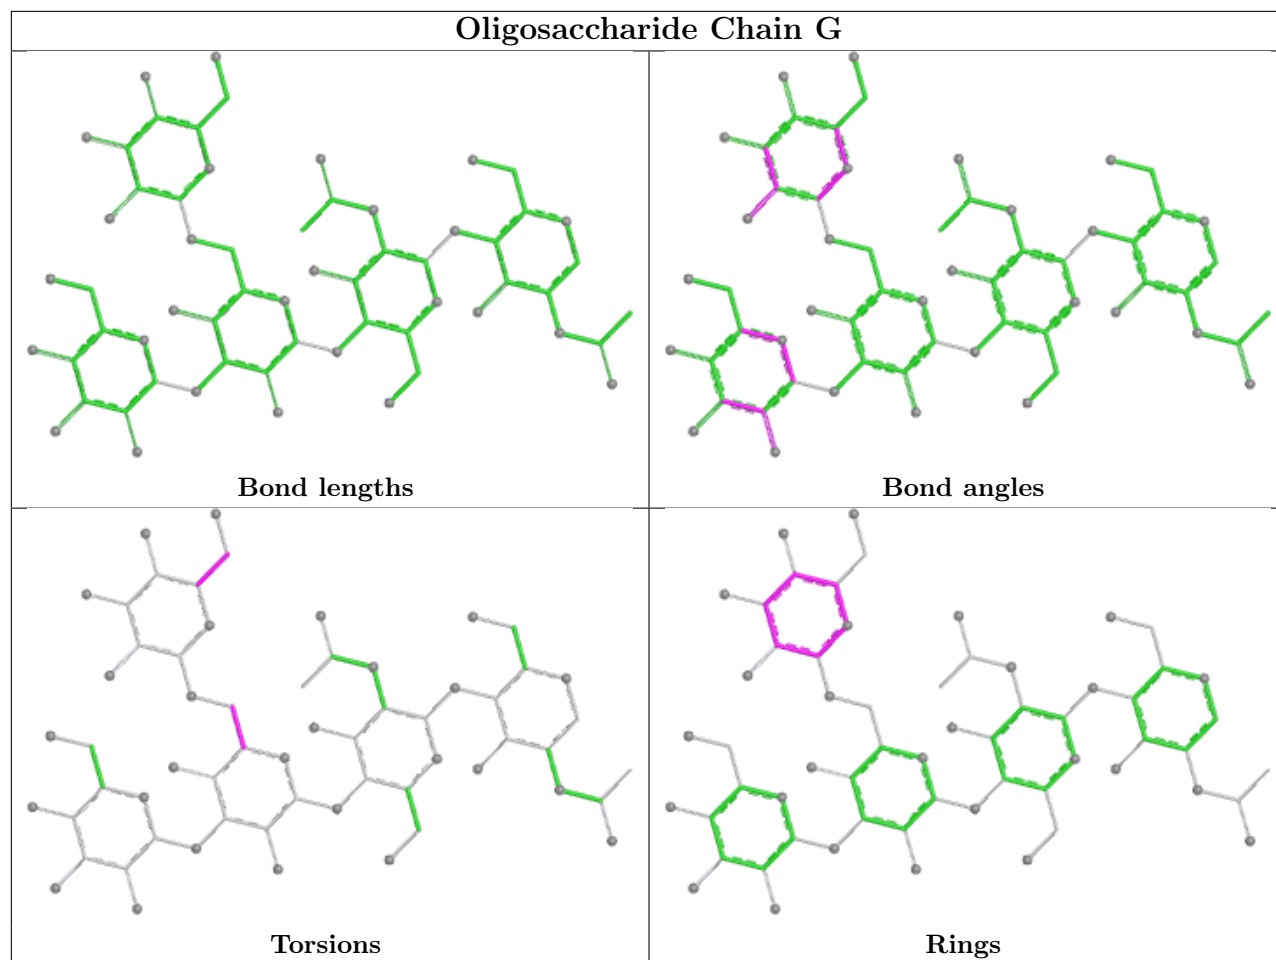 Oligosaccharide Chain G
Bond lengths
Bond angles
Torsions
Rings